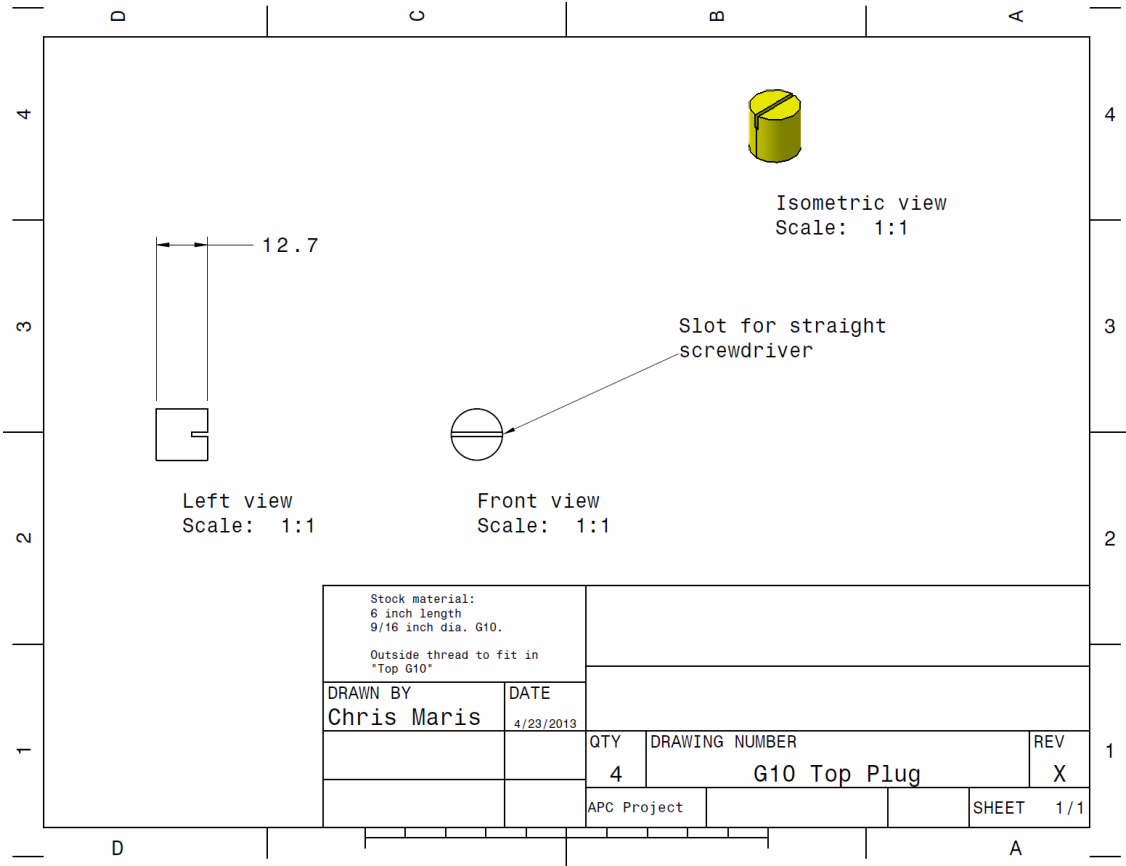 D C B A
4 4
Isometric view
Scale: 1:1
12.7
3 3
Slot for straight
screwdriver
Left view
Scale: 1:1
Front view
Scale: 1:1
2 2
Stock material:
6 inch length
9/16 inch dia. G10.
Outside thread to fit in
"Top G10"
DRAWN BY
Chris Maris
DATE
4/23/2013
QTY
4
DRAWING NUMBER
G10 Top Plug
REV
X
1 1
APC Project
SHEET 1/1
D A